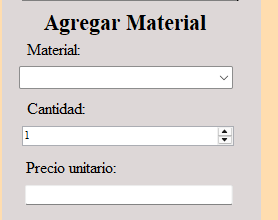 Agregar Material
Material:
Cantidad:
1
Precio unitario: